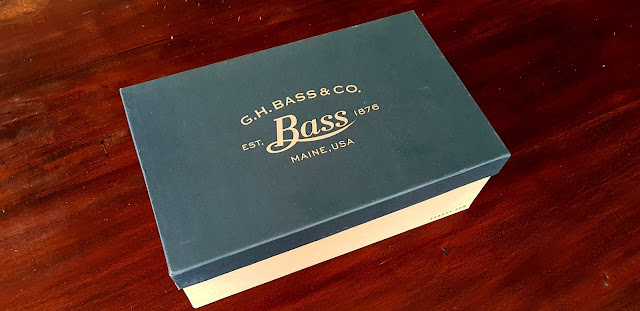 G.H. BASS & CO.
EST. Bass 1876
MAINE, USA